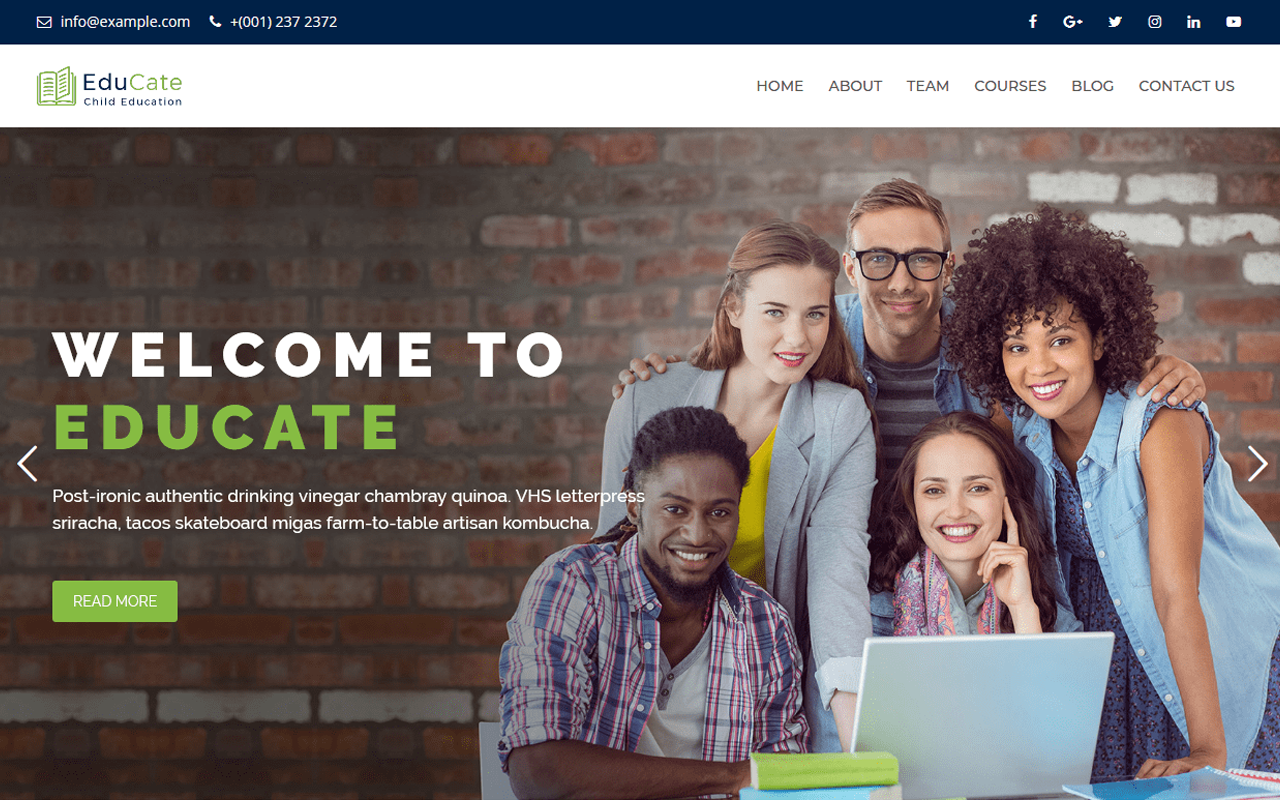 info@example.com +(001) 237 2372
EduCate
Child Education
HOME ABOUT TEAM COURSES BLOG CONTACT US
WELCOME TO
EDUCATE
Post-ironic authentic drinking vinegar chambray quinoa. VHS letterpress
sriracha, tacos skateboard migas farm-to-table artisan kombucha.
READ MORE